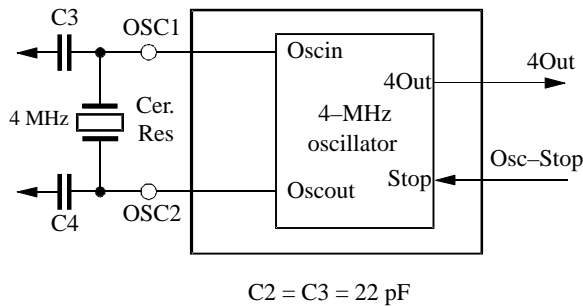 C3
OSC1
Oscin
4Out
4Out
4 MHz
Cer.
Res
4–MHz
oscillator
Osc–Stop
Stop
Oscout
C4
OSC2
C2 = C3 = 22 pF